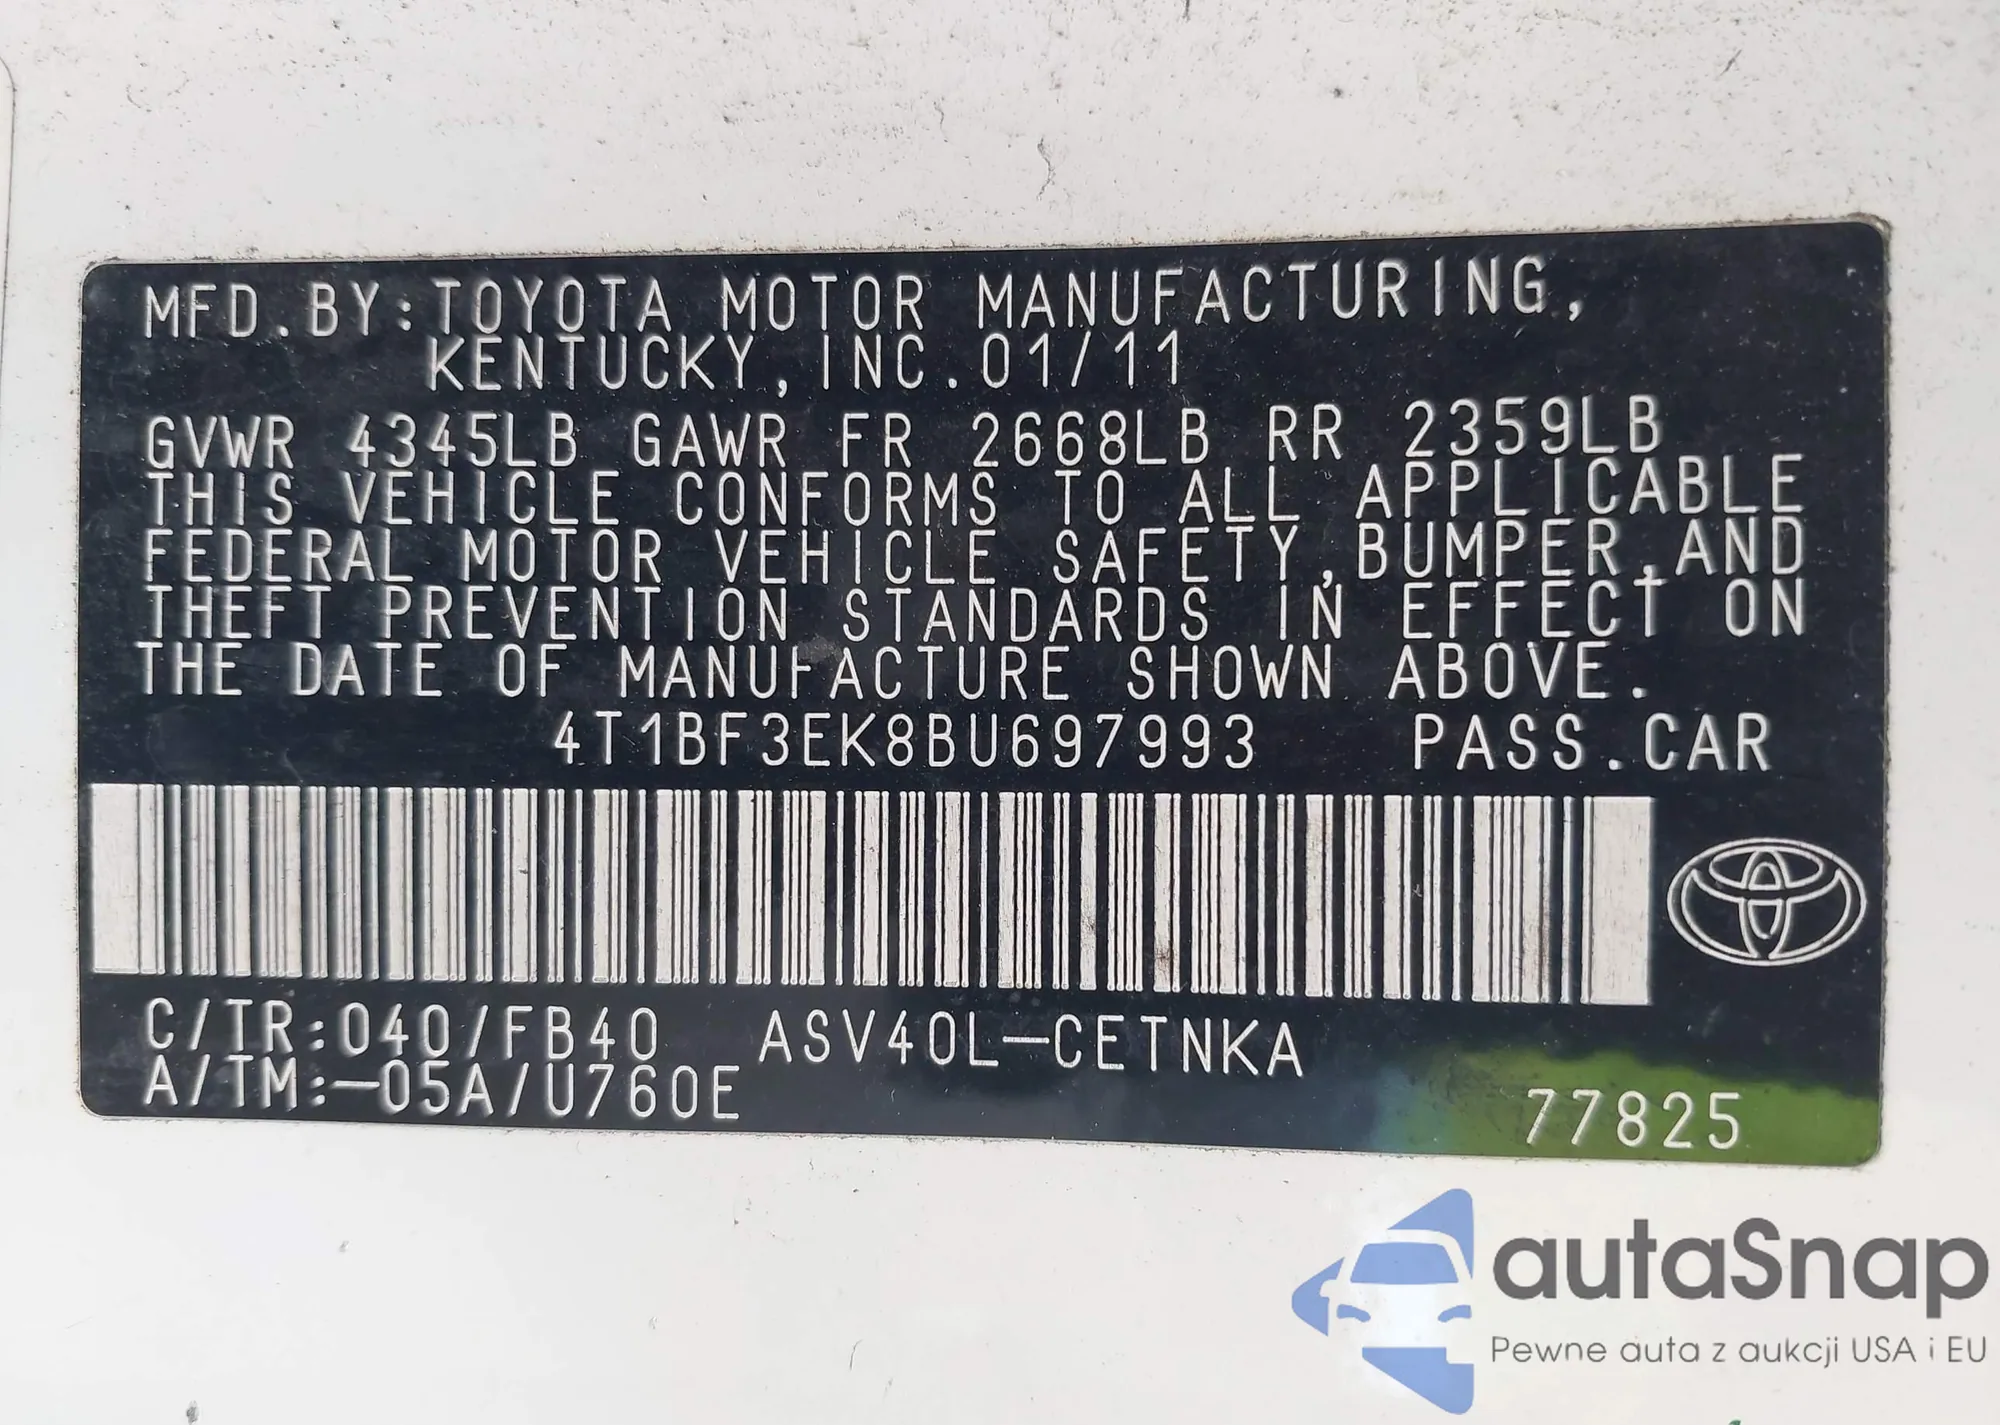 MFD.BY:TOYOTA MOTOR MANUFACTURING,
KENTUCKY, INC.01/11
GVWR 4345LB GAWR FR 2668LB RR 2359LB
THIS VEHICLE CONFORMS TO ALL APPLICABLE
FEDERAL MOTOR VEHICLE SAFETY,BUMPER,AND
THEFT PREVENTION STANDARDS IN EFFECT ON
THE DATE OF MANUFACTURE SHOWN ABOVE.
4T1BF3EK8BU697993 PASS.CAR
C/TR:040/FB40 ASV40L-CETNKA
A/TM:-05A/U760E
77825
autaSnap
Pewne auta z aukcji USA i EU